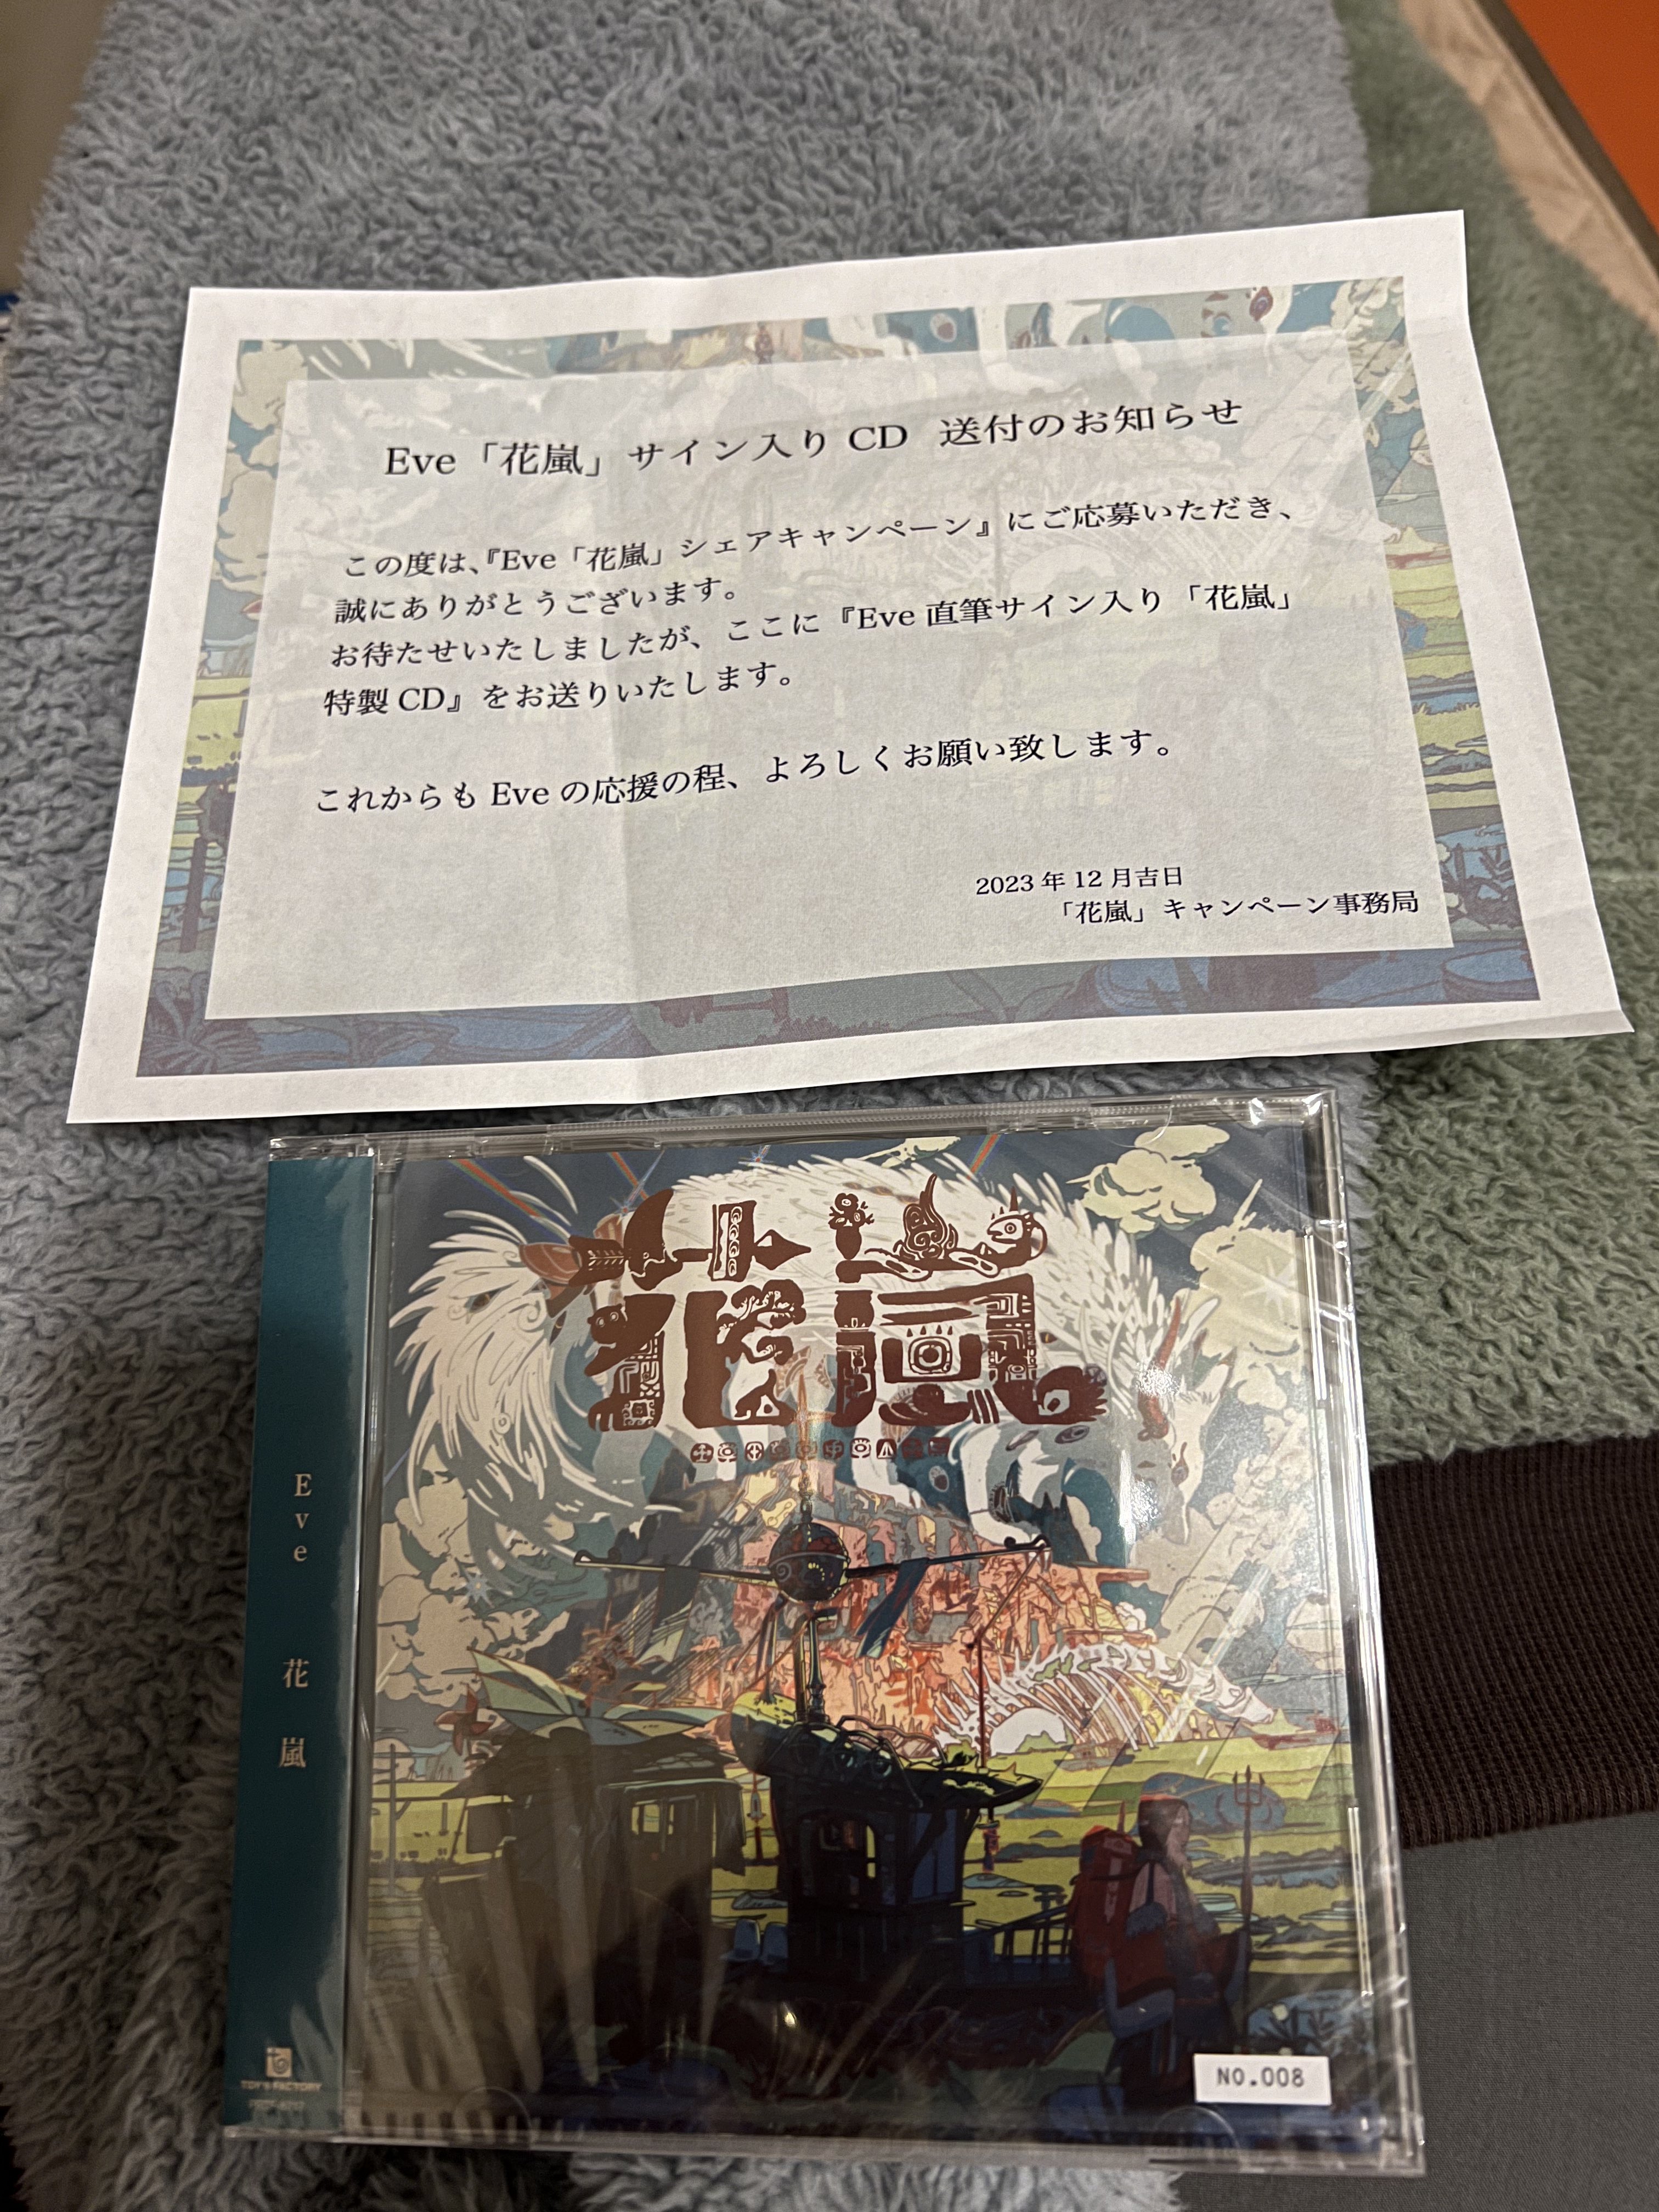 Eve「花嵐」サイン入り CD 送付のお知らせ
この度は、『Eve「花嵐」シェアキャンペーン』にご応募いただき、
誠にありがとうございます。
お待たせいたしましたが、ここに『Eve 直筆サイン入り「花嵐」
特製 CD』をお送りいたします。
これからも Eve の応援の程、よろしくお願い致します。
2023 年 12 月吉日
「花嵐」キャンペーン事務局
花嵐
Eve 花嵐
TOY'S FACTORY
NO.008